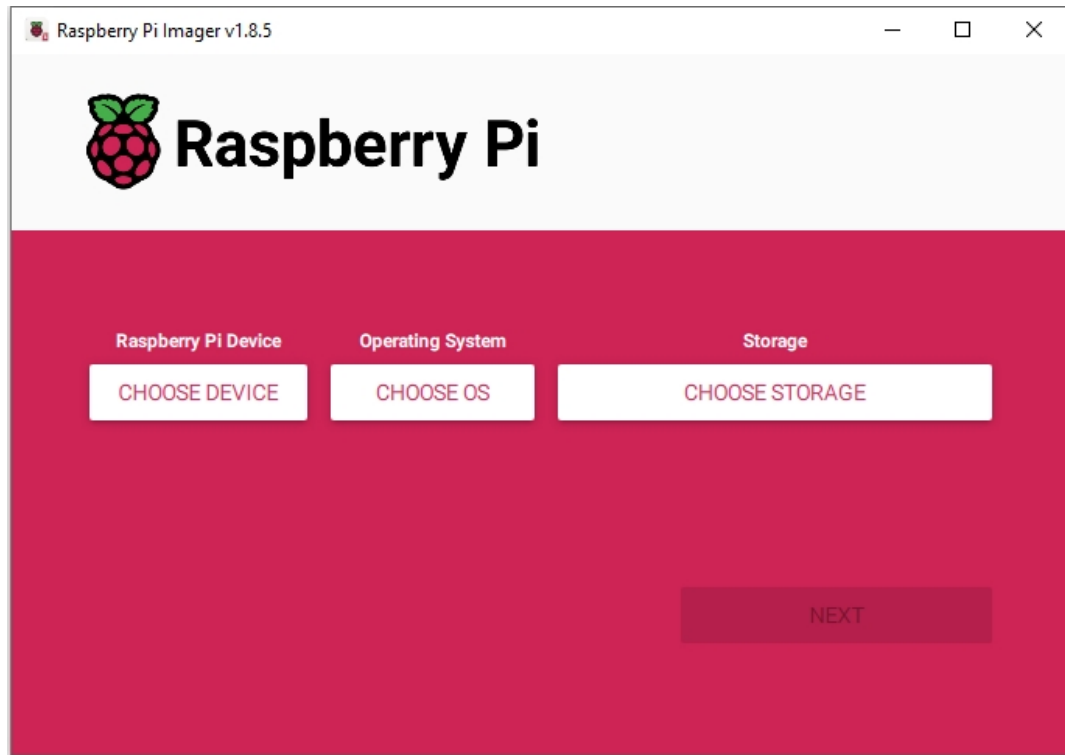 Raspberry Pi Imager v1.8.5
Raspberry Pi
Raspberry Pi Device Operating System Storage
CHOOSE DEVICE CHOOSE OS CHOOSE STORAGE
NEXT